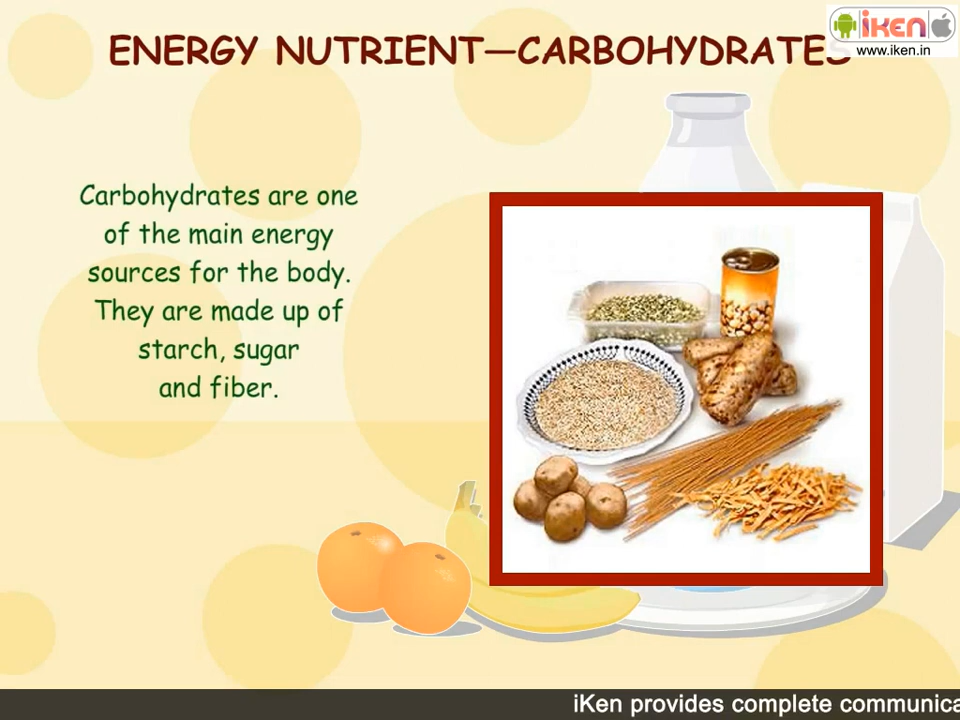 ENERGY NUTRIENT—CARBOHYDRATES
iKEN
www.iken.in
Carbohydrates are one
of the main energy
sources for the body.
They are made up of
starch, sugar
and fiber.
iKen provides complete communica